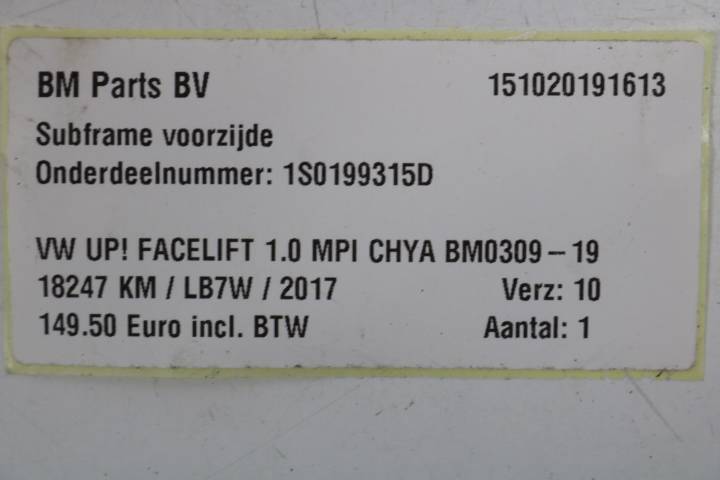 BM Parts BV 151020191613
Subframe voorzijde
Onderdeelnummer: 1S0199315D
VW UP! FACELIFT 1.0 MPI CHYA BM0309-19
18247 KM / LB7W / 2017 Verz: 10
149.50 Euro incl. BTW Aantal: 1